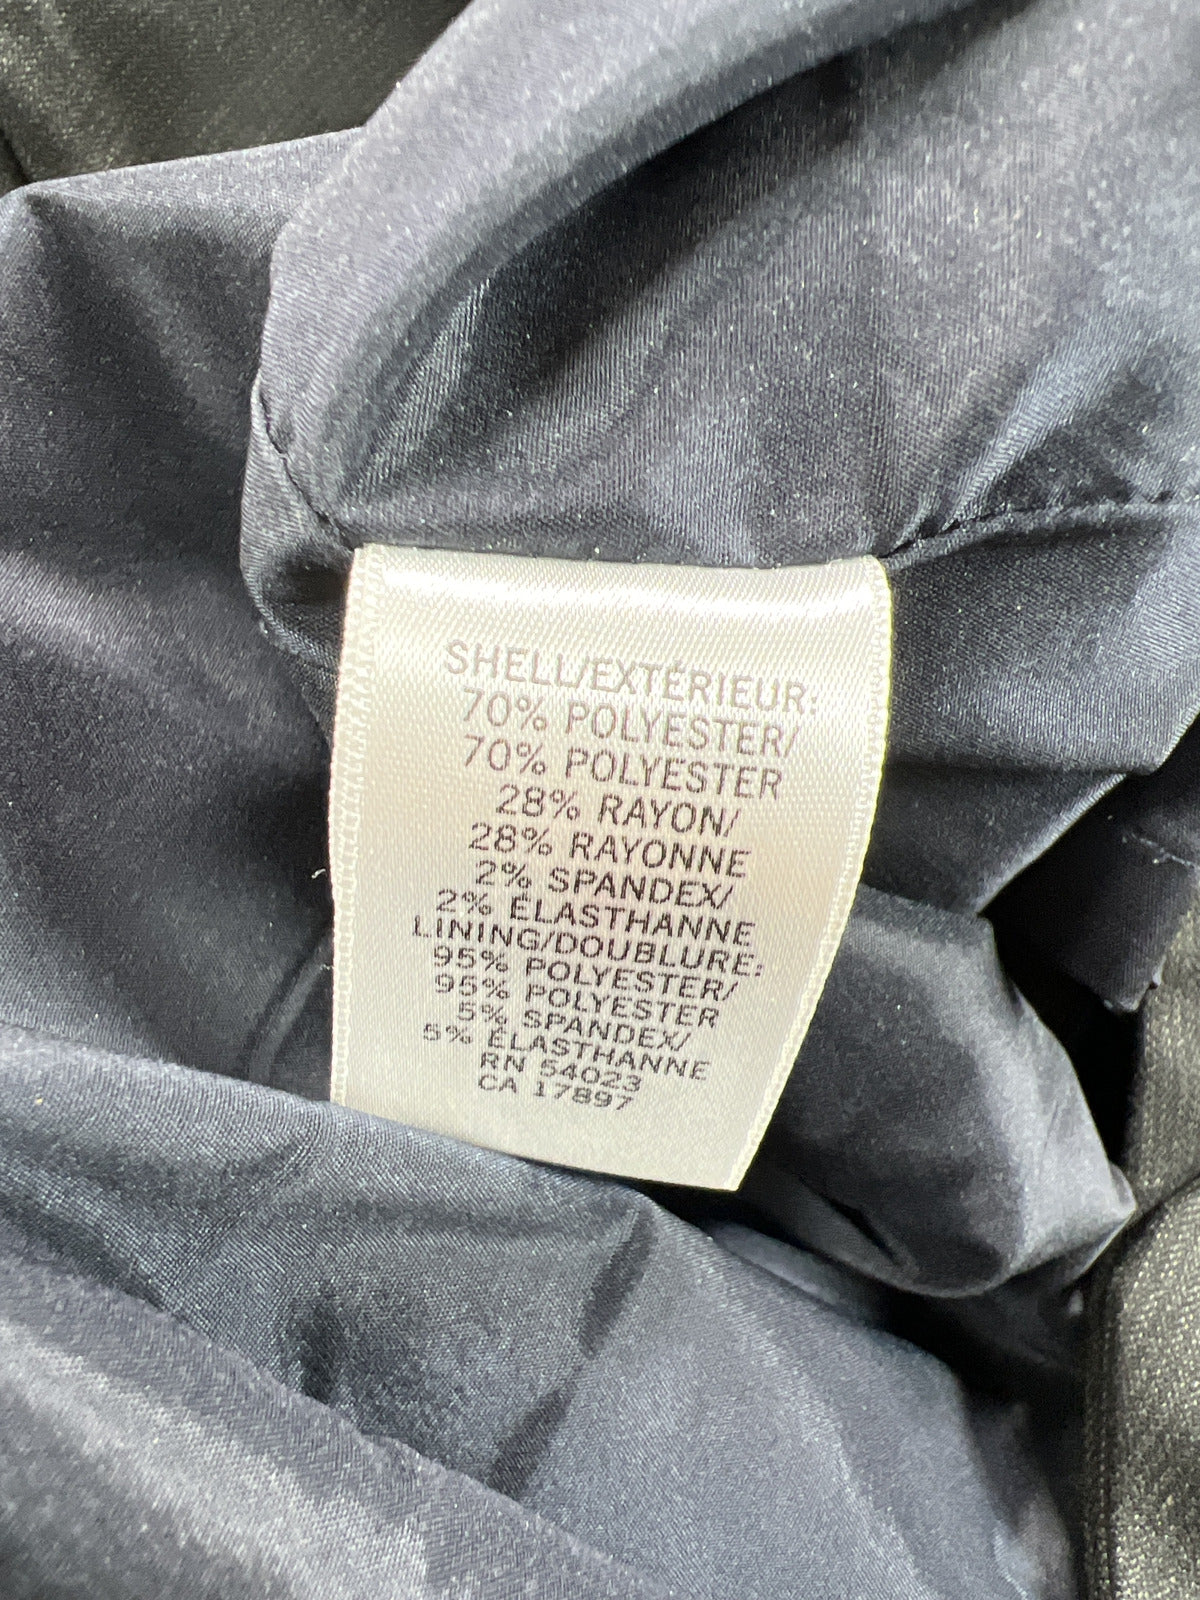 SHELL/EXTÉRIEUR:
70% POLYESTER/
70% POLYESTER
28% RAYON/
28% RAYONNE
2% SPANDEX/
2% ÉLASTHANNE
LINING/DOUBLURE:
95% POLYESTER/
95% POLYESTER
5% SPANDEX/
5% ÉLASTHANNE
RN 54023
CA 17897